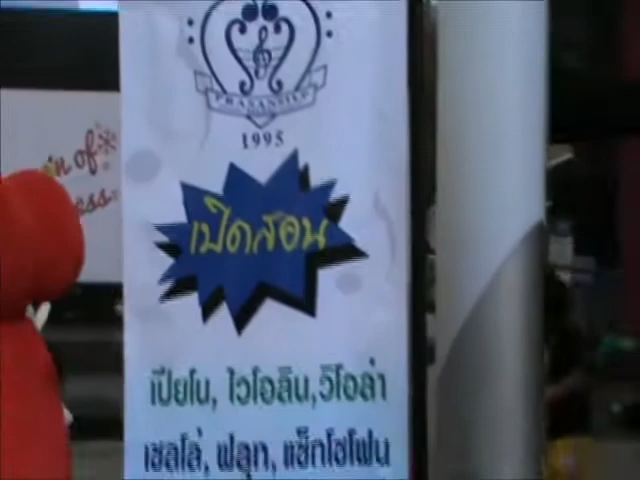 PRASANSILP
1995
เปิดสอน
เปียโน, ไวโอลิน,วิโอล่า
เชลโล่, ฟลุท, แซ็กโซโฟน
of